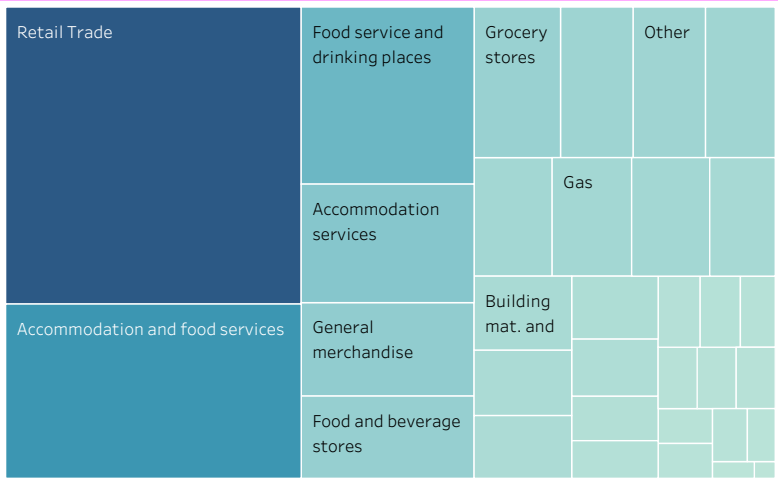 Retail Trade
Accommodation and food services
Food service and
drinking places
Accommodation
services
General
merchandise
Food and beverage
stores
Grocery
stores
Other
Gas
Building
mat. and